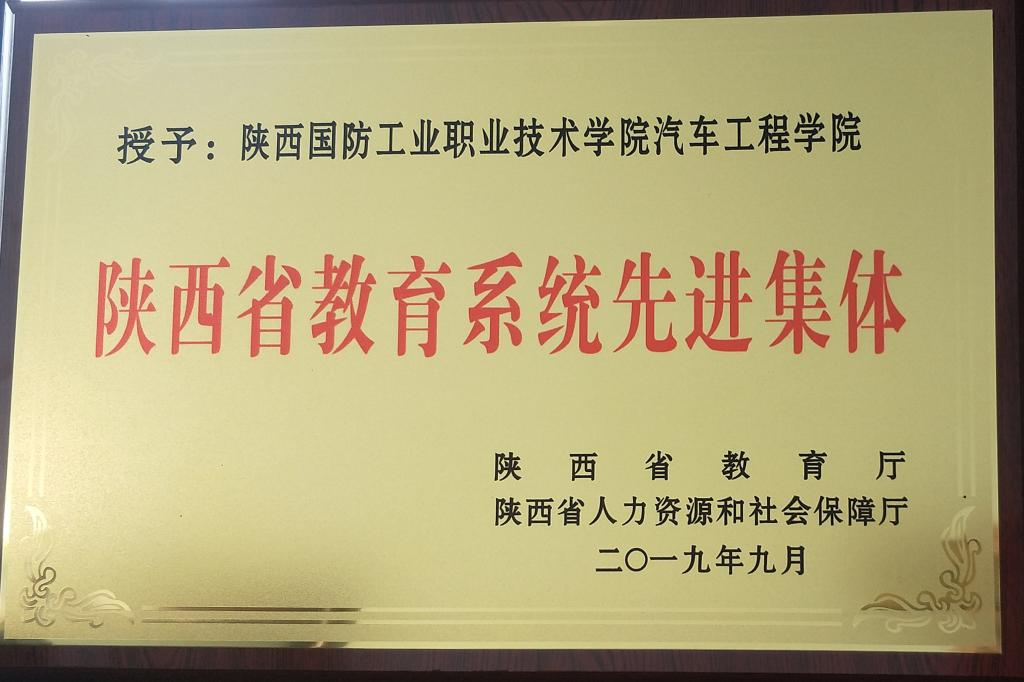 授予：陕西国防工业职业技术学院汽车工程学院
陕西省教育系统先进集体
陕西省教育厅
陕西省人力资源和社会保障厅
二〇一九年九月